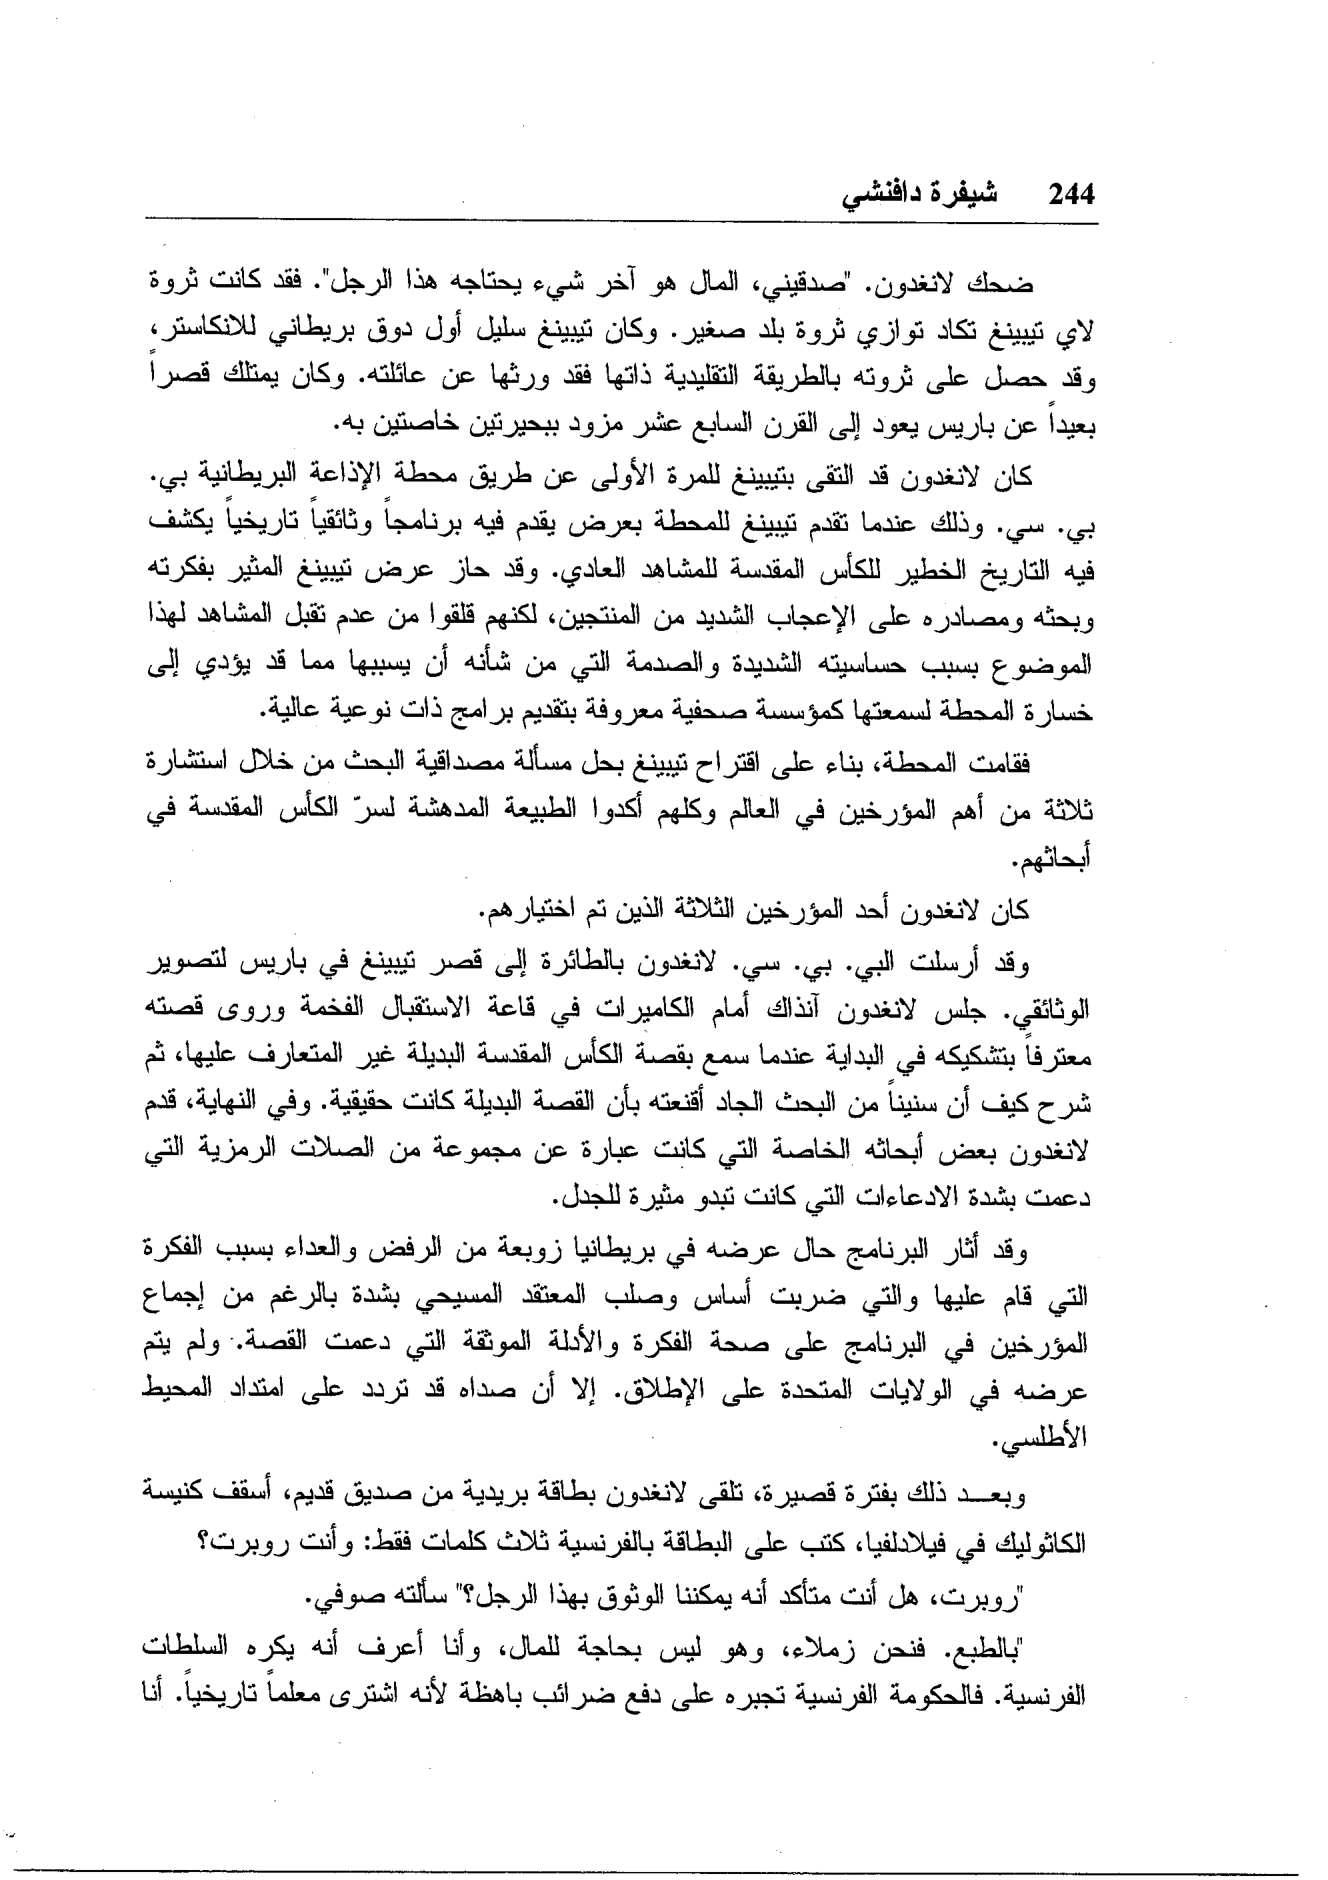 244 شيفرة دافنشي
ضحك لانغدون. "صدقيني، المال هو آخر شيء يحتاجه هذا الرجل". فقد كانت ثروة
لاي تيبينغ تكاد توازي ثروة بلد صغير. وكان تيبينغ سليل أول دوق بريطاني للانكاستر،
وقد حصل على ثروته بالطريقة التقليدية ذاتها فقد ورثها عن عائلته. وكان يمتلك قصراً
بعيداً عن باريس يعود إلى القرن السابع عشر مزود ببحيرتين خاصتين به.
كان لانغدون قد التقى بتيبينغ للمرة الأولى عن طريق محطة الإذاعة البريطانية بي.
بي. سي. وذلك عندما تقدم تيبينغ للمحطة بعرض يقدم فيه برنامجاً وثائقياً تاريخياً يكشف
فيه التاريخ الخطير للكأس المقدسة للمشاهد العادي. وقد حاز عرض تيبينغ المثير بفكرته
وبحثه ومصادره على الإعجاب الشديد من المنتجين، لكنهم قلقوا من عدم تقبل المشاهد لهذا
الموضوع بسبب حساسيته الشديدة والصدمة التي من شأنه أن يسببها مما قد يؤدي إلى
خسارة المحطة لسمعتها كمؤسسة صحفية معروفة بتقديم برامج ذات نوعية عالية.
فقامت المحطة، بناء على اقتراح تيبينغ بحل مسألة مصداقية البحث من خلال استشارة
ثلاثة من أهم المؤرخين في العالم وكلهم أكدوا الطبيعة المدهشة لسرّ الكأس المقدسة في
أبحاثهم.
كان لانغدون أحد المؤرخين الثلاثة الذين تم اختيارهم.
وقد أرسلت البي. بي. سي. لانغدون بالطائرة إلى قصر تيبينغ في باريس لتصوير
الوثائقي. جلس لانغدون آنذاك أمام الكاميرات في قاعة الاستقبال الفخمة وروى قصته
معترفاً بتشكيكه في البداية عندما سمع بقصة الكأس المقدسة البديلة غير المتعارف عليها، ثم
شرح كيف أن سنيناً من البحث الجاد أقنعته بأن القصة البديلة كانت حقيقية. وفي النهاية، قدم
لانغدون بعض أبحاثه الخاصة التي كانت عبارة عن مجموعة من الصلات الرمزية التي
دعمت بشدة الادعاءات التي كانت تبدو مثيرة للجدل.
وقد أثار البرنامج حال عرضه في بريطانيا زوبعة من الرفض والعداء بسبب الفكرة
التي قام عليها والتي ضربت أساس وصلب المعتقد المسيحي بشدة بالرغم من إجماع
المؤرخين في البرنامج على صحة الفكرة والأدلة الموثقة التي دعمت القصة. ولم يتم
عرضه في الولايات المتحدة على الإطلاق. إلا أن صداه قد تردد على امتداد المحيط
الأطلسي.
وبعـــد ذلك بفترة قصيرة، تلقى لانغدون بطاقة بريدية من صديق قديم، أسقف كنيسة
الكاثوليك في فيلادلفيا، كتب على البطاقة بالفرنسية ثلاث كلمات فقط: وأنت روبرت؟
"روبرت، هل أنت متأكد أنه يمكننا الوثوق بهذا الرجل؟" سألته صوفي.
"بالطبع. فنحن زملاء، وهو ليس بحاجة للمال، وأنا أعرف أنه يكره السلطات
الفرنسية. فالحكومة الفرنسية تجبره على دفع ضرائب باهظة لأنه اشترى معلماً تاريخياً. أنا